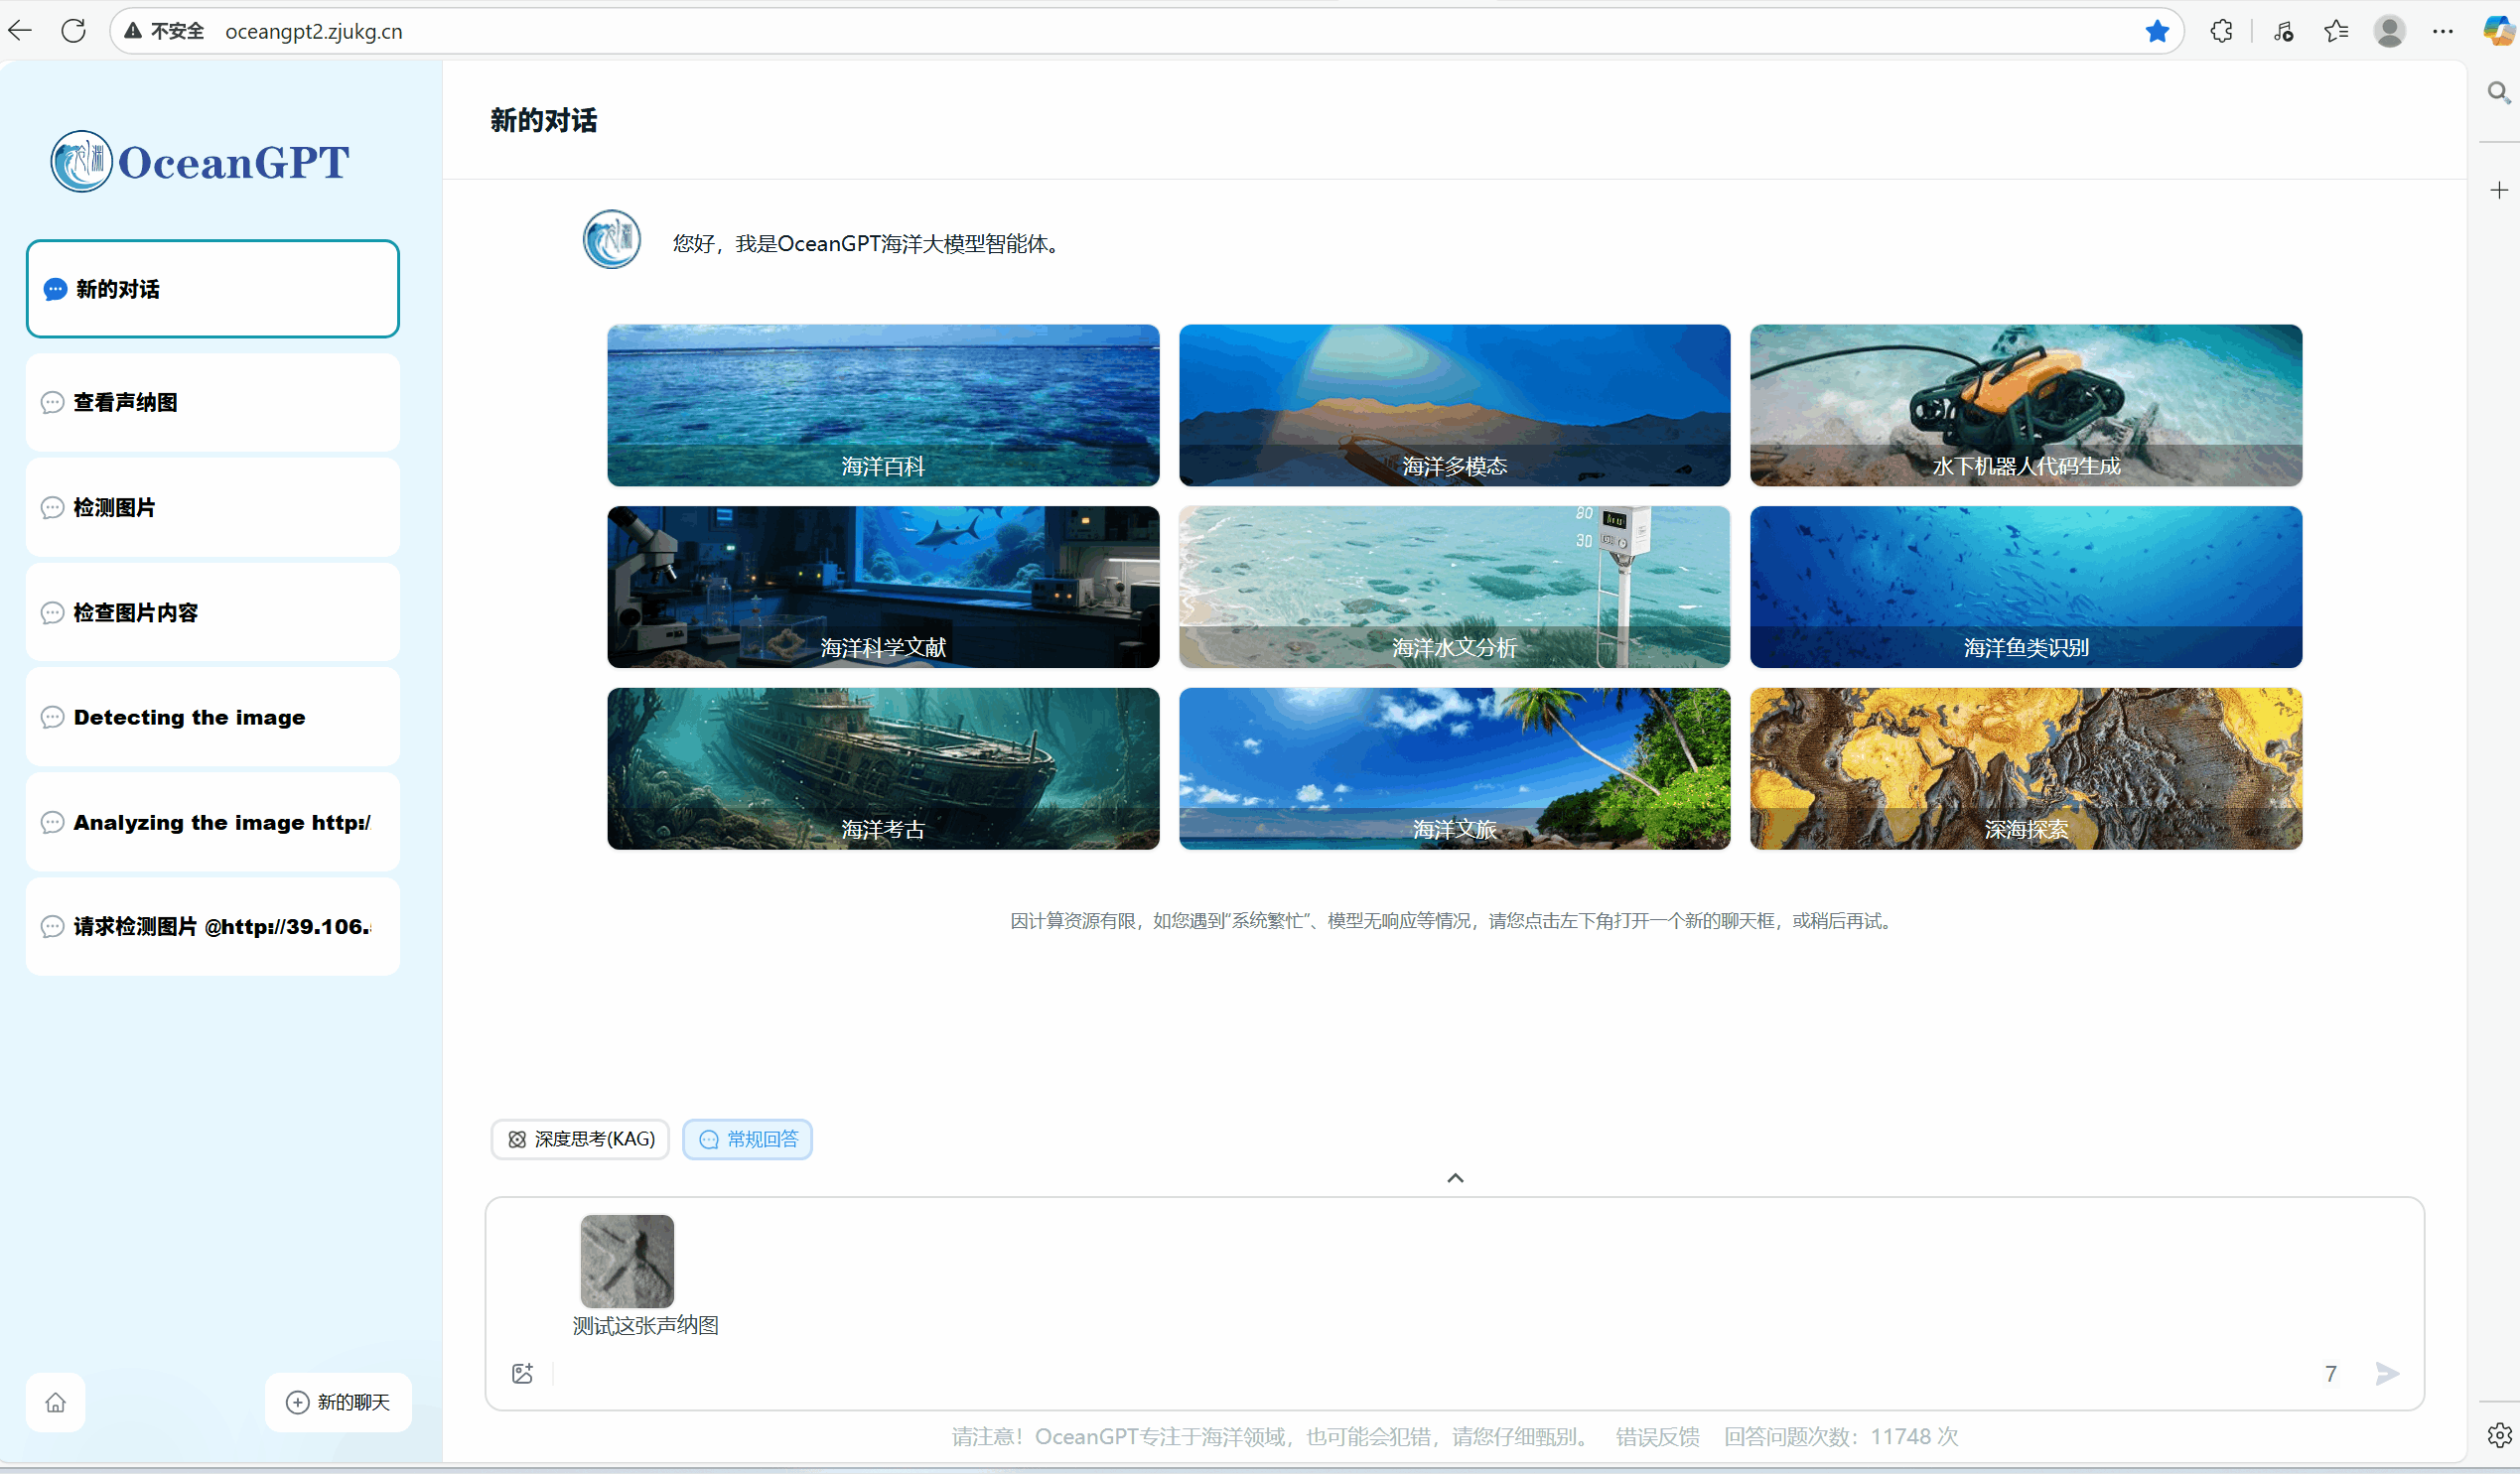 不安全 oceangpt2.zjukg.cn
OceanGPT
新的对话
查看声纳图
检测图片
检查图片内容
Detecting the image
Analyzing the image http:/
请求检测图片 @http://39.106.
新的聊天
新的对话
您好，我是OceanGPT海洋大模型智能体。
海洋百科
海洋多模态
水下机器人代码生成
海洋科学文献
80
30
海洋水文分析
海洋鱼类识别
海洋考古
海洋文旅
深海探索
因计算资源有限，如您遇到“系统繁忙”、模型无响应等情况，请您点击左下角打开一个新的聊天框，或稍后再试。
深度思考(KAG) 常规回答
测试这张声纳图
7
请注意！OceanGPT专注于海洋领域，也可能会犯错，请您仔细甄别。 错误反馈 回答问题次数：11748 次